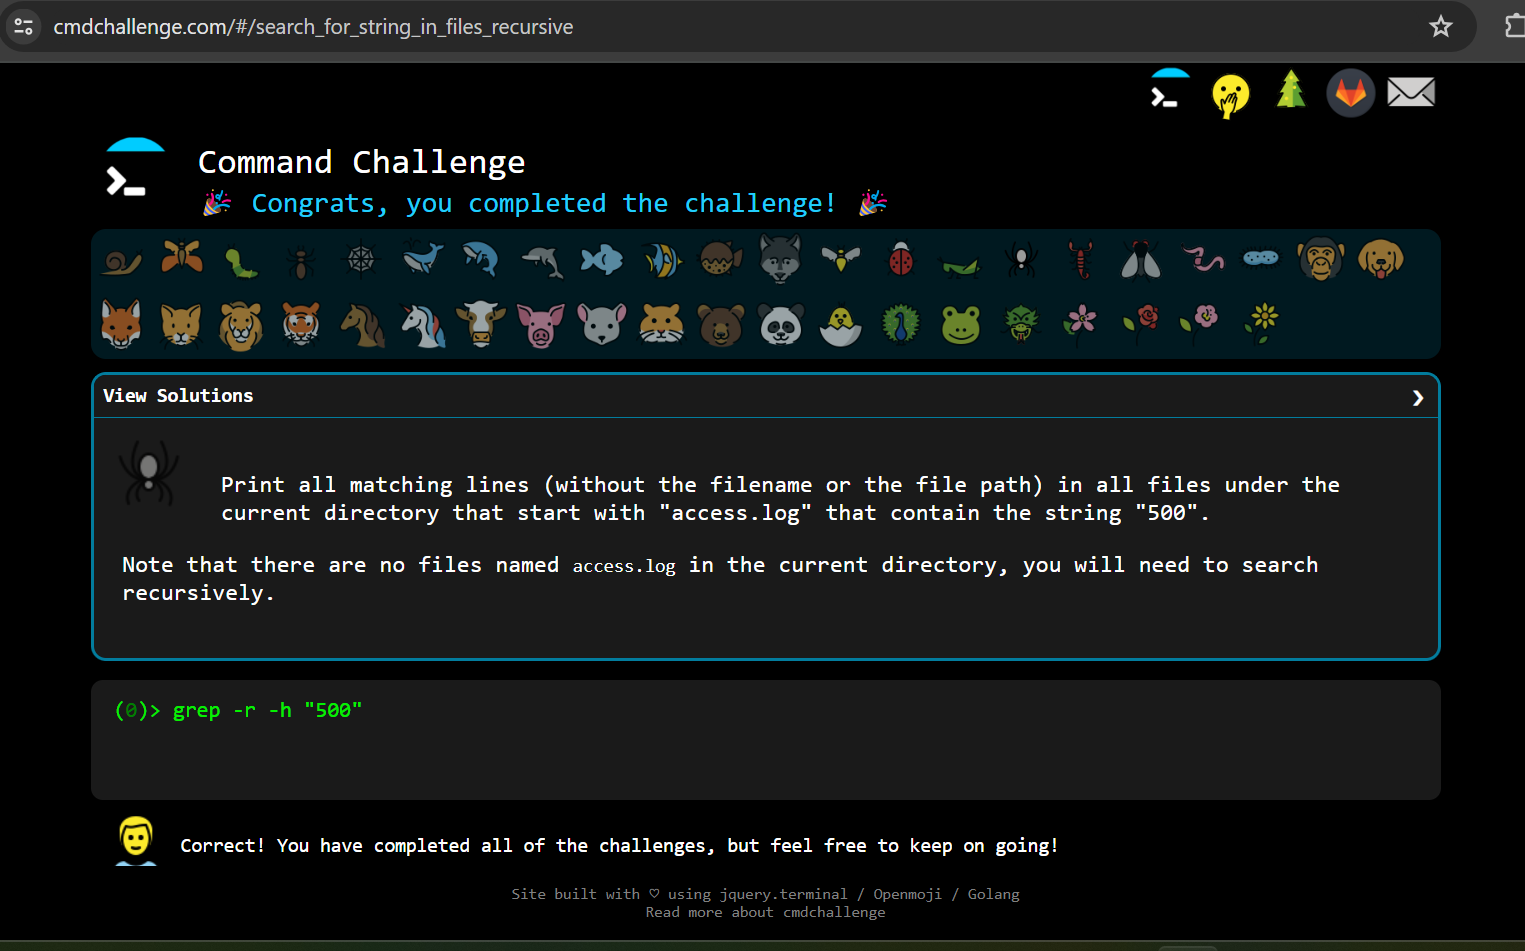 cmdchallenge.com/#/search_for_string_in_files_recursive
Command Challenge
🎉 Congrats, you completed the challenge! 🎉
View Solutions
Print all matching lines (without the filename or the file path) in all files under the
current directory that start with "access.log" that contain the string "500".
Note that there are no files named access.log in the current directory, you will need to search
recursively.
(0)> grep -r -h "500"
Correct! You have completed all of the challenges, but feel free to keep on going!
Site built with ♡ using jquery.terminal / Openmoji / Golang
Read more about cmdchallenge